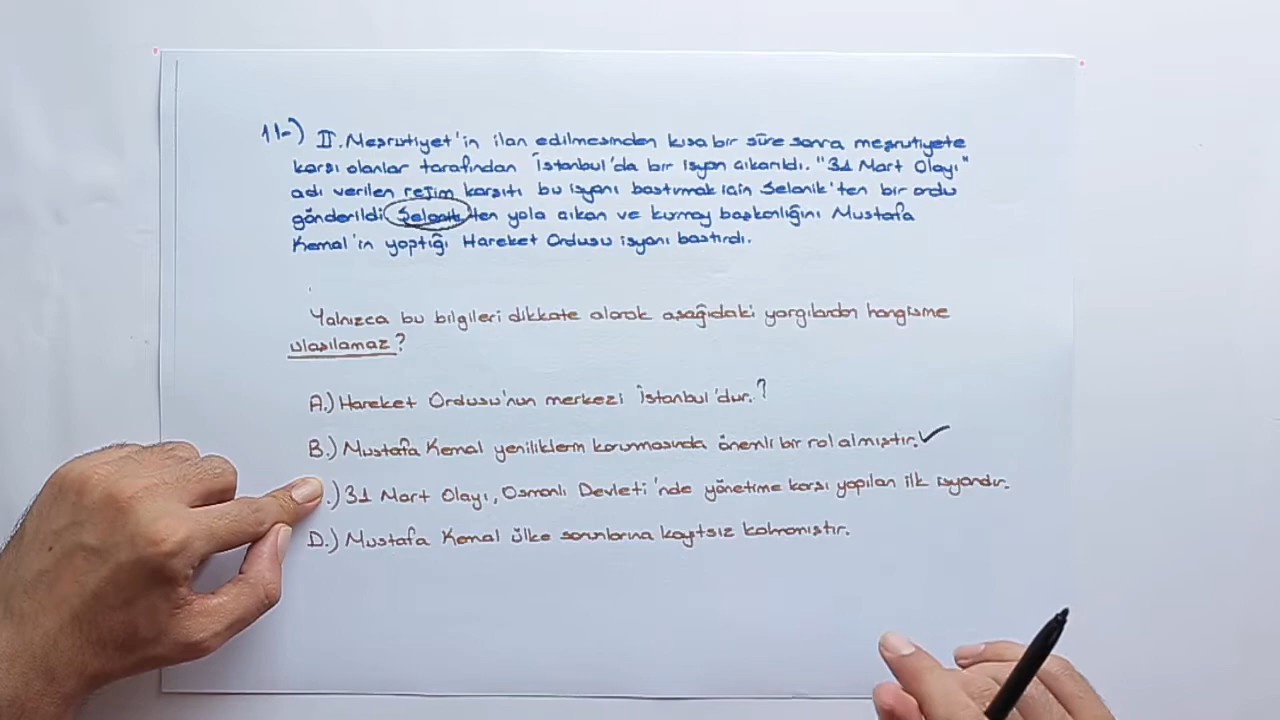 11-) II. Meşrutiyet'in ilan edilmesinden kısa bir süre sonra meşrutiyete
karşı olanlar tarafından İstanbul'da bir isyan çıkarıldı. "31 Mart Olayı"
adı verilen rejim karşıtı bu isyanı bastırmak için Selanik'ten bir ordu
gönderildi Selanik'ten yola çıkan ve kurmay başkanlığını Mustafa
Kemal'in yaptığı Hareket Ordusu isyanı bastırdı.
Yalnızca bu bilgileri dikkate alarak aşağıdaki yargılardan hangisine
ulaşılamaz?
A.) Hareket Ordusu'nun merkezi İstanbul'dur. ?
B.) Mustafa Kemal yeniliklerin korunmasında önemli bir rol almıştır. ✓
.) 31 Mart Olayı, Osmanlı Devleti'nde yönetime karşı yapılan ilk isyandır.
D.) Mustafa Kemal ülke sorunlarına kayıtsız kalmamıştır.